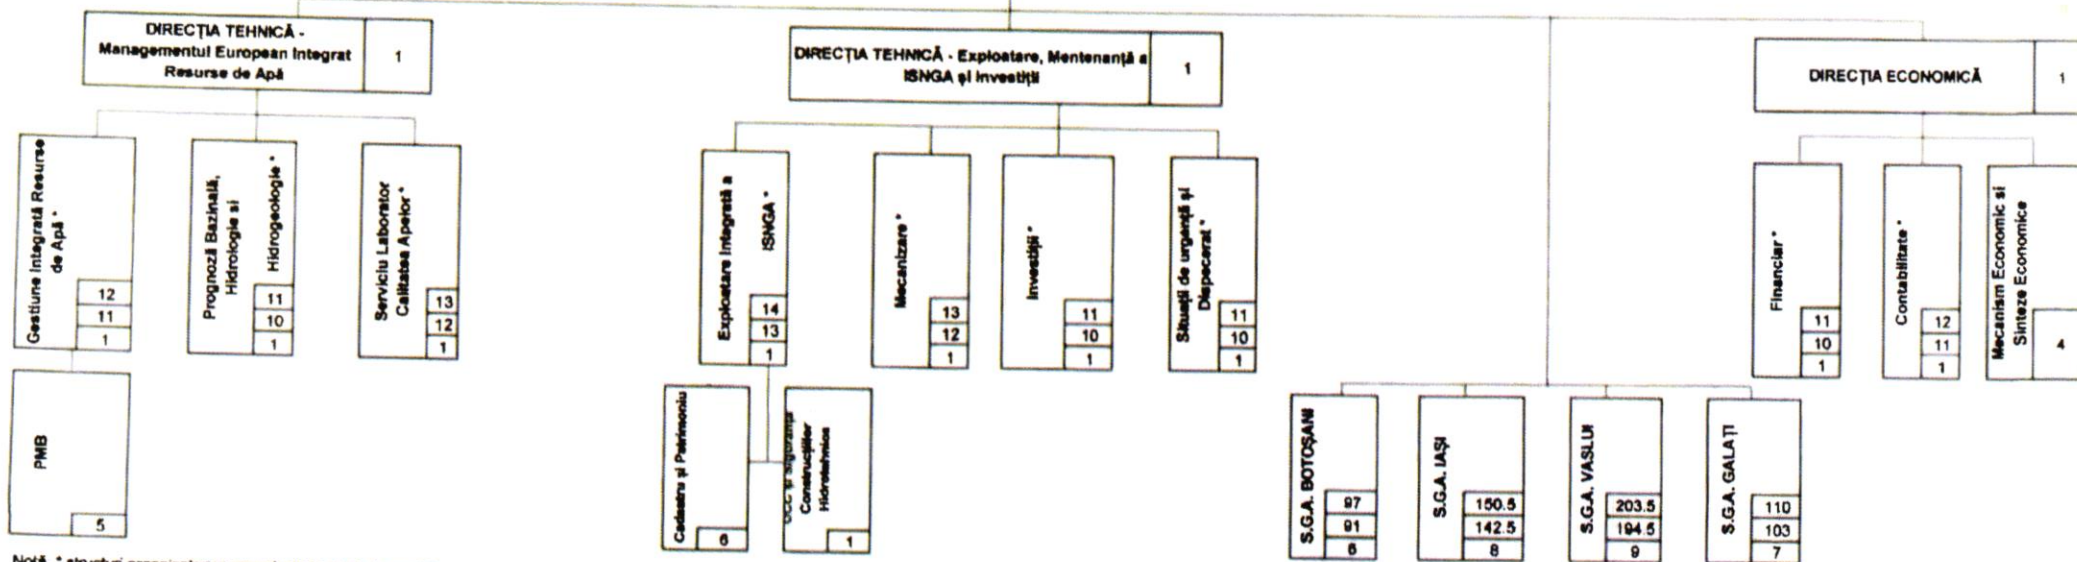 DIRECȚIA TEHNICĂ -
Managementul European Integrat
Resurse de Apă
1
DIRECȚIA TEHNICĂ - Exploatare, Mentenanță a
ISNGA și Investiții
1
DIRECȚIA ECONOMICĂ
1
Gestiune Integrată Resurse
de Apă *
12
11
1
Prognoză Bazinală,
Hidrologie si
Hidrogeologie *
11
10
1
Serviciu Laborator
Calitatea Apelor *
13
12
1
Exploatare Integrată a
ISNGA *
14
13
1
Mecanizare *
13
12
1
Investiții *
11
10
1
Situații de urgență și
Dispecerat *
11
10
1
Financiar *
11
10
1
Contabilitate *
12
11
1
Mecanism Economic si
Sinteze Economice
4
PMB
5
Cadastru și Patrimoniu
6
UCC și Siguranța
Construcțiilor
Hidrotehnice
1
S.G.A. BOTOȘANI
97
91
6
S.G.A. IAȘI
150.5
142.5
8
S.G.A. VASLUI
203.5
194.5
9
S.G.A. GALAȚI
110
103
7
Notă * structuri